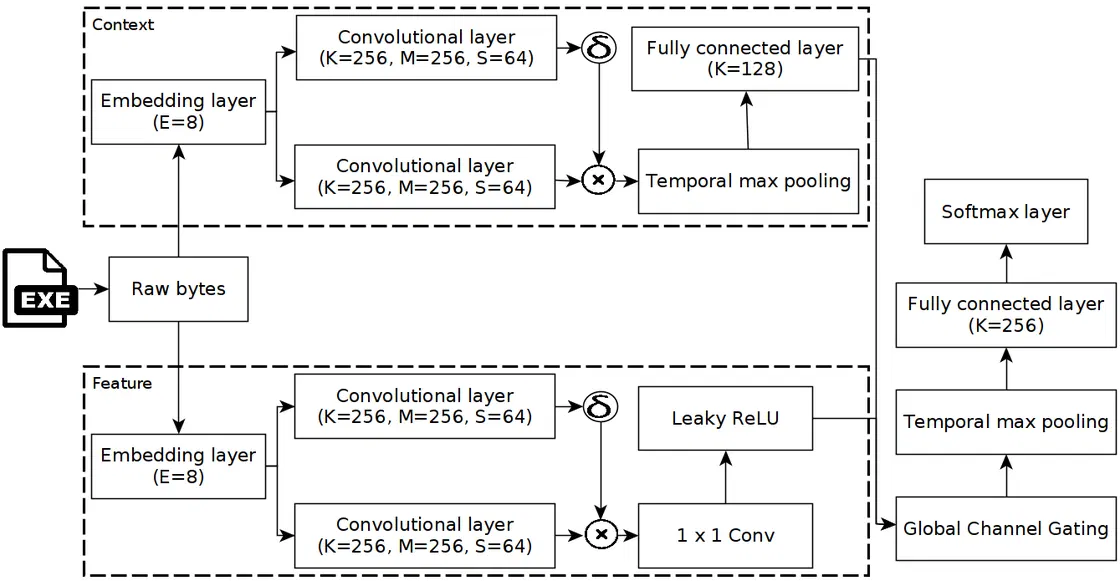 Context
Convolutional layer
(K=256, M=256, S=64)
δ
Fully connected layer
(K=128)
Embedding layer
(E=8)
Convolutional layer
(K=256, M=256, S=64)
×
Temporal max pooling
Softmax layer
EXE
Raw bytes
Fully connected layer
(K=256)
Feature
Convolutional layer
(K=256, M=256, S=64)
δ
Leaky ReLU
Temporal max pooling
Embedding layer
(E=8)
Convolutional layer
(K=256, M=256, S=64)
×
1 x 1 Conv
Global Channel Gating